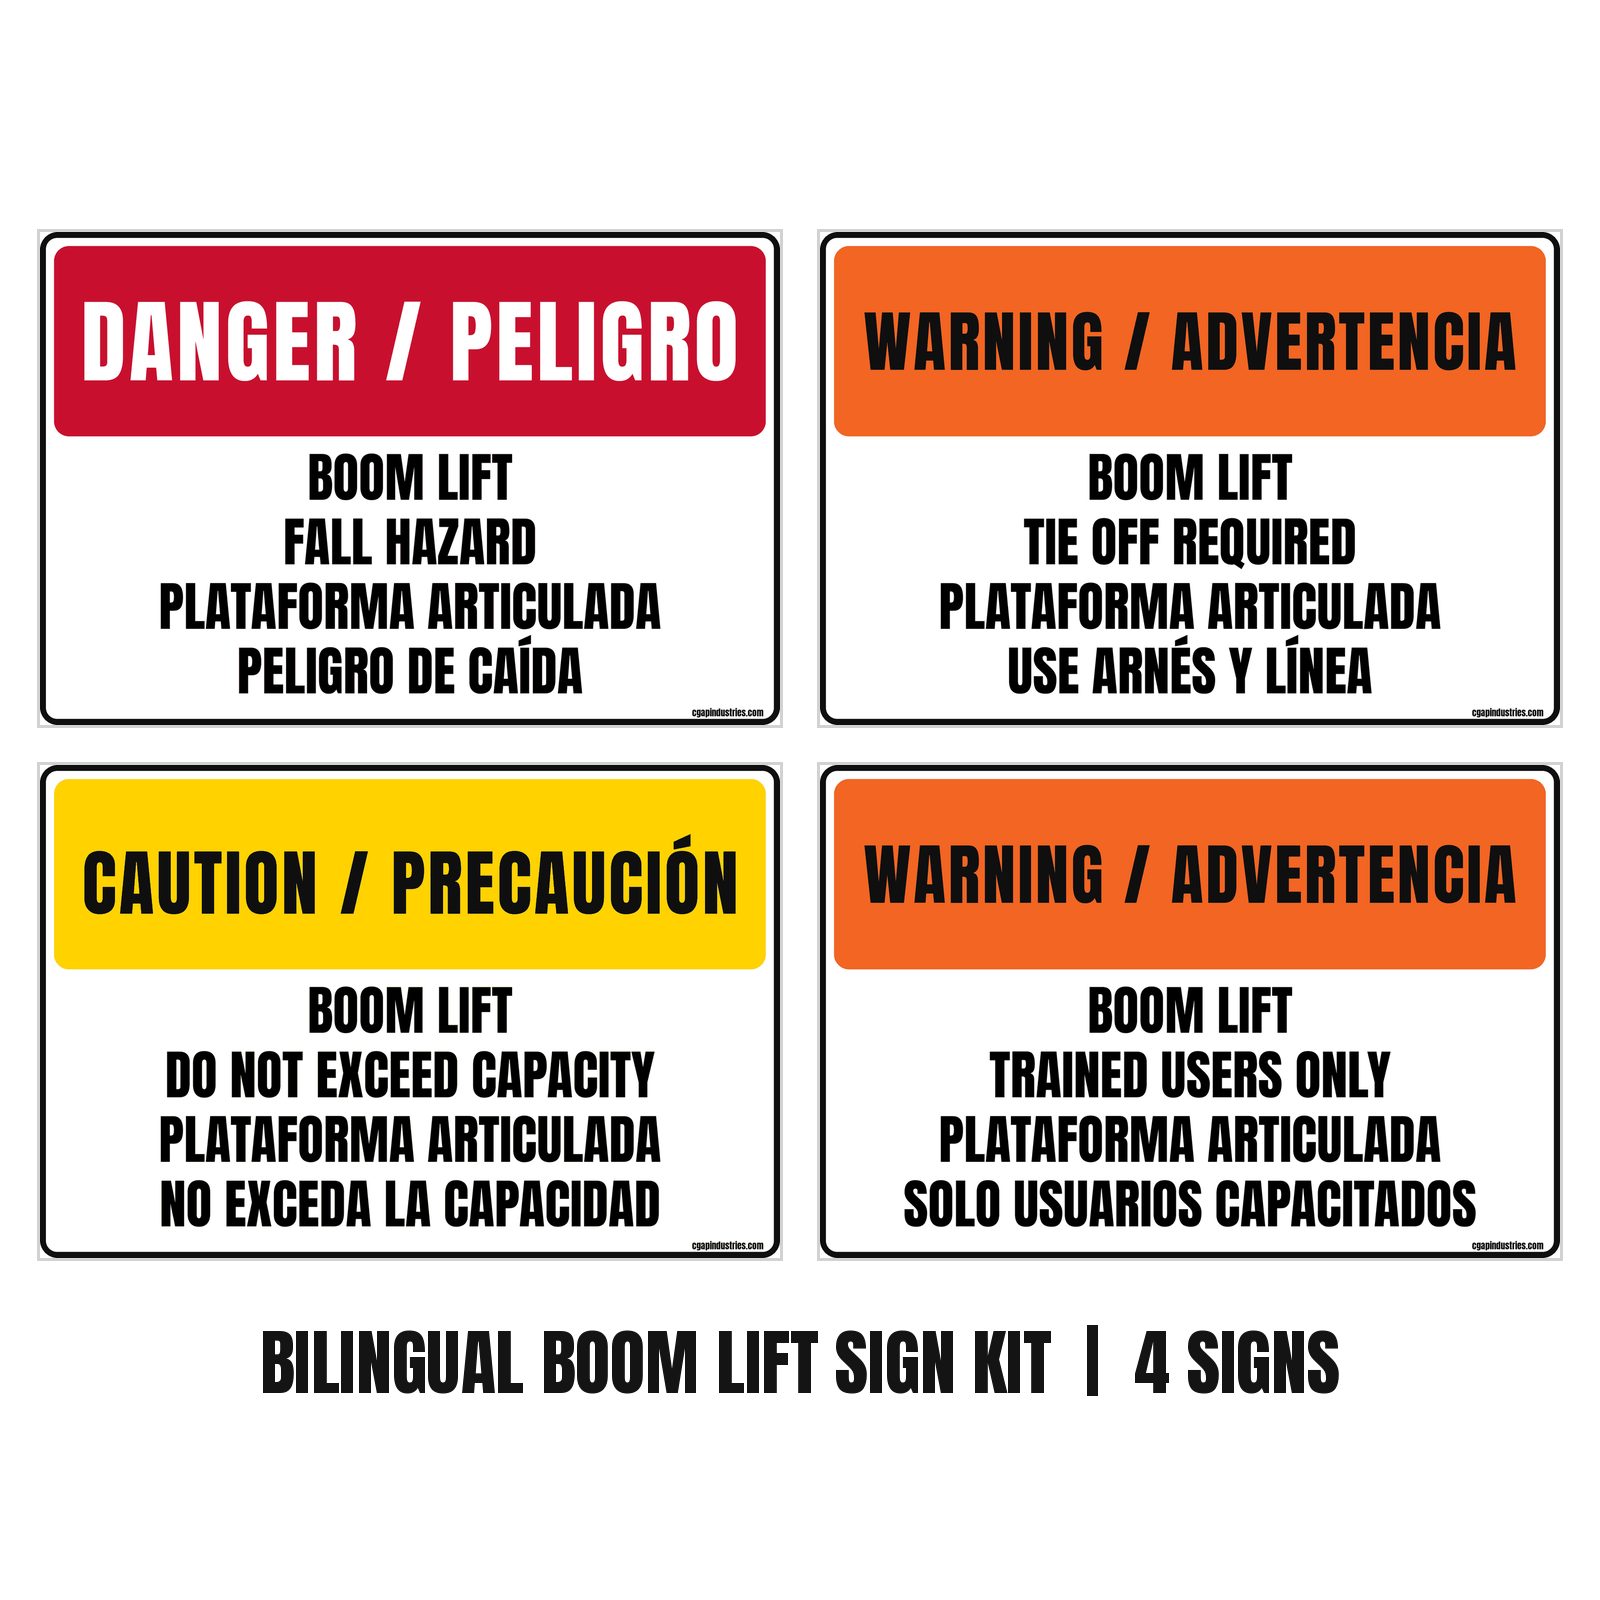 DANGER / PELIGRO
BOOM LIFT
FALL HAZARD
PLATAFORMA ARTICULADA
PELIGRO DE CAÍDA
cgapindustries.com
WARNING / ADVERTENCIA
BOOM LIFT
TIE OFF REQUIRED
PLATAFORMA ARTICULADA
USE ARNÉS Y LÍNEA
cgapindustries.com
CAUTION / PRECAUCIÓN
BOOM LIFT
DO NOT EXCEED CAPACITY
PLATAFORMA ARTICULADA
NO EXCEDA LA CAPACIDAD
cgapindustries.com
WARNING / ADVERTENCIA
BOOM LIFT
TRAINED USERS ONLY
PLATAFORMA ARTICULADA
SOLO USUARIOS CAPACITADOS
cgapindustries.com
BILINGUAL BOOM LIFT SIGN KIT | 4 SIGNS